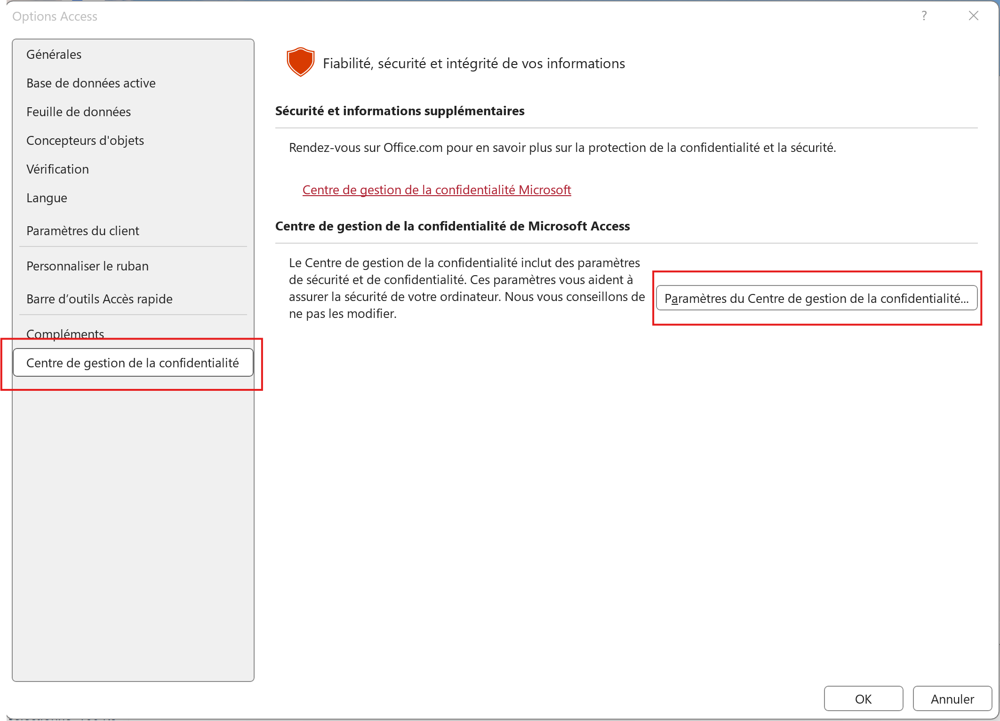 Options Access
?
Générales
Base de données active
Feuille de données
Concepteurs d'objets
Vérification
Langue
Paramètres du client
Personnaliser le ruban
Barre d’outils Accès rapide
Compléments
Centre de gestion de la confidentialité
Fiabilité, sécurité et intégrité de vos informations
Sécurité et informations supplémentaires
Rendez-vous sur Office.com pour en savoir plus sur la protection de la confidentialité et la sécurité.
Centre de gestion de la confidentialité Microsoft
Centre de gestion de la confidentialité de Microsoft Access
Le Centre de gestion de la confidentialité inclut des paramètres
de sécurité et de confidentialité. Ces paramètres vous aident à
assurer la sécurité de votre ordinateur. Nous vous conseillons de
ne pas les modifier.
Paramètres du Centre de gestion de la confidentialité...
OK
Annuler